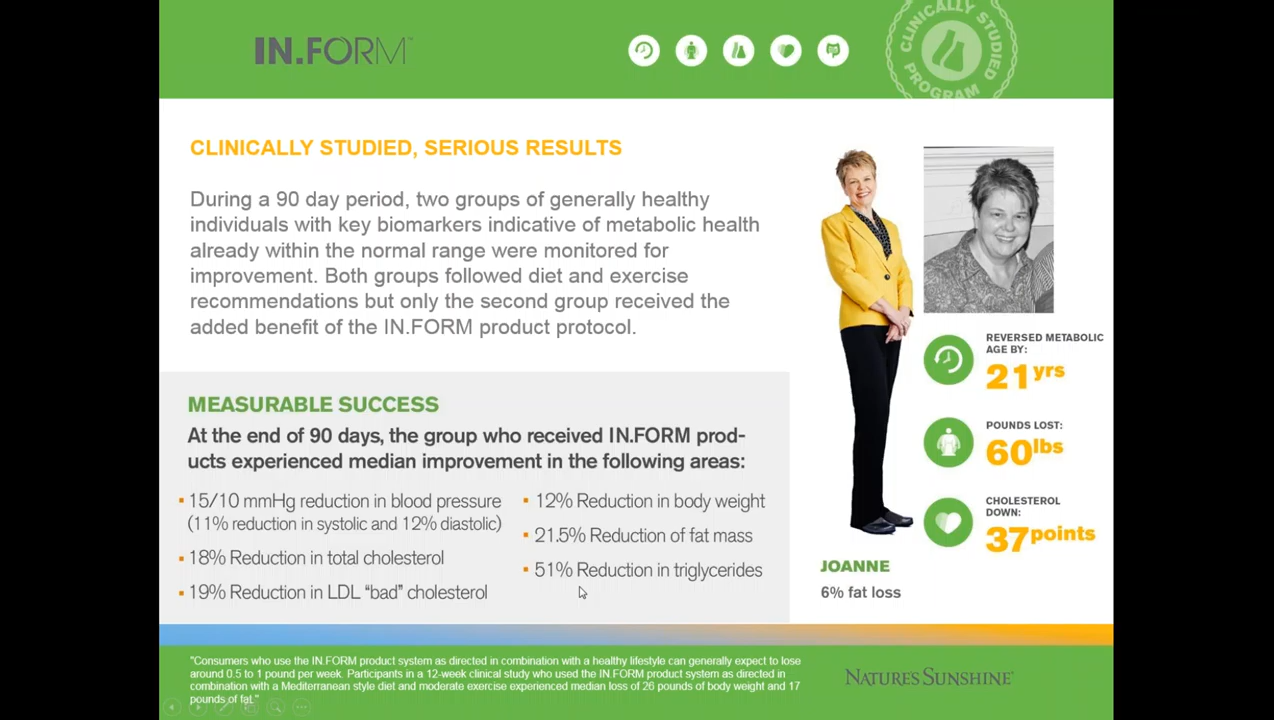 IN.FORM™
CLINICALLY STUDIED
PROGRAM
CLINICALLY STUDIED, SERIOUS RESULTS
During a 90 day period, two groups of generally healthy
individuals with key biomarkers indicative of metabolic health
already within the normal range were monitored for
improvement. Both groups followed diet and exercise
recommendations but only the second group received the
added benefit of the IN.FORM product protocol.
MEASURABLE SUCCESS
At the end of 90 days, the group who received IN.FORM prod-
ucts experienced median improvement in the following areas:
▪ 15/10 mmHg reduction in blood pressure
(11% reduction in systolic and 12% diastolic)
▪ 18% Reduction in total cholesterol
▪ 19% Reduction in LDL “bad” cholesterol
▪ 12% Reduction in body weight
▪ 21.5% Reduction of fat mass
▪ 51% Reduction in triglycerides
REVERSED METABOLIC
AGE BY:
21 yrs
POUNDS LOST:
60 lbs
CHOLESTEROL
DOWN:
37 points
JOANNE
6% fat loss
"Consumers who use the IN.FORM product system as directed in combination with a healthy lifestyle can generally expect to lose
around 0.5 to 1 pound per week. Participants in a 12-week clinical study who used the IN FORM product system as directed in
combination with a Mediterranean style diet and moderate exercise experienced median loss of 26 pounds of body weight and 17
pounds of fat."
NATURE'S SUNSHINE